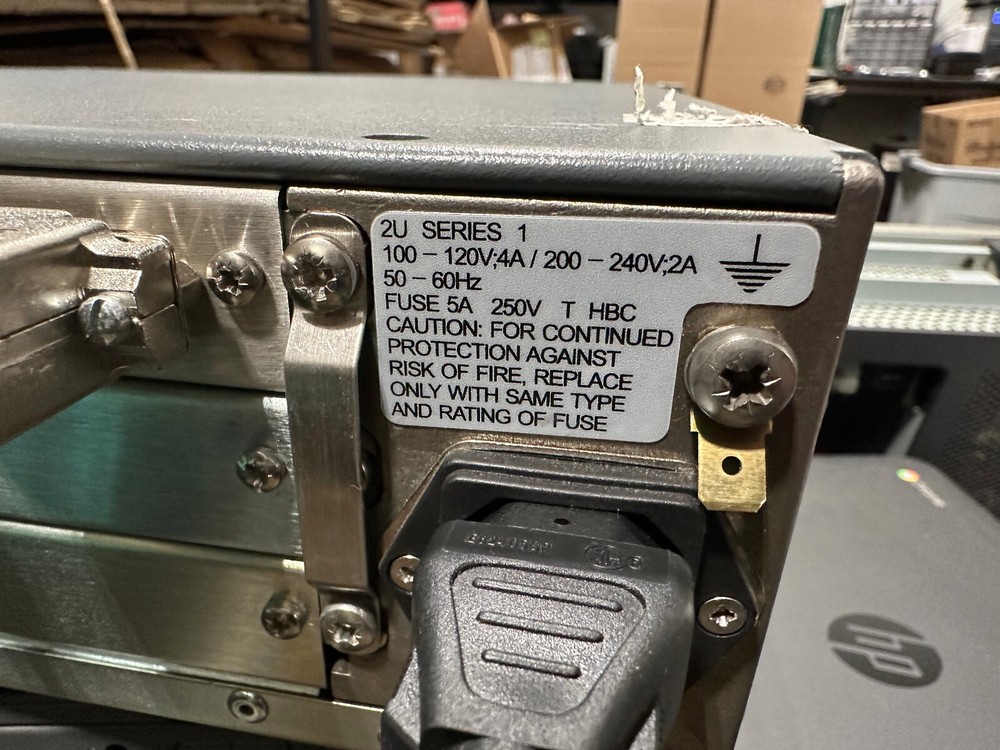 2U SERIES 1
100 – 120V;4A / 200 – 240V;2A
50 – 60Hz
FUSE 5A 250V T HBC
CAUTION: FOR CONTINUED
PROTECTION AGAINST
RISK OF FIRE, REPLACE
ONLY WITH SAME TYPE
AND RATING OF FUSE
hp